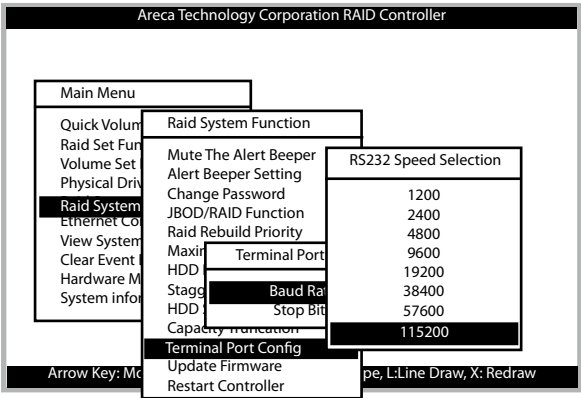 Areca Technology Corporation RAID Controller
Main Menu
Quick Volum
Raid Set Fun
Volume Set
Physical Driv
Raid System
Ethernet Co
View System
Clear Event
Hardware M
System infor
Raid System Function
Mute The Alert Beeper
Alert Beeper Setting
Change Password
JBOD/RAID Function
Raid Rebuild Priority
Maxi
HDD
Stagg
HDD
Capacity Truncation
Terminal Port Config
Update Firmware
Restart Controller
Terminal Port
Baud Ra
Stop Bit
RS232 Speed Selection
1200
2400
4800
9600
19200
38400
57600
115200
Arrow Key: Mo
pe, L:Line Draw, X: Redraw